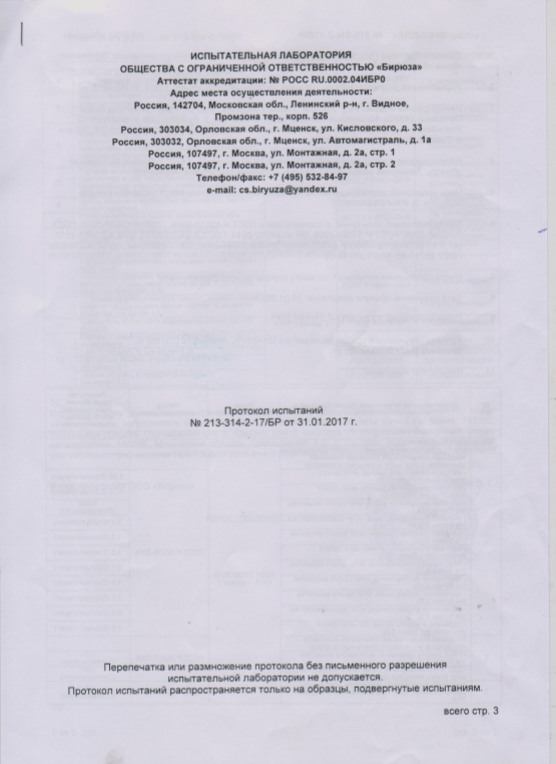 ИСПЫТАТЕЛЬНАЯ ЛАБОРАТОРИЯ
ОБЩЕСТВА С ОГРАНИЧЕННОЙ ОТВЕТСТВЕННОСТЬЮ «Бирюза»
Аттестат аккредитации: № РОСС RU.0002.04ИБР0
Адрес места осуществления деятельности:
Россия, 142704, Московская обл., Ленинский р-н, г. Видное,
Промзона тер., корп. 526
Россия, 303034, Орловская обл., г. Мценск, ул. Кисловского, д. 33
Россия, 303032, Орловская обл., г. Мценск, ул. Автомагистраль, д. 1а
Россия, 107497, г. Москва, ул. Монтажная, д. 2а, стр. 1
Россия, 107497, г. Москва, ул. Монтажная, д. 2а, стр. 2
Телефон/факс: +7 (495) 532-84-97
e-mail: cs.biryuza@yandex.ru
Протокол испытаний
№ 213-314-2-17/БР от 31.01.2017 г.
Перепечатка или размножение протокола без письменного разрешения
испытательной лаборатории не допускается.
Протокол испытаний распространяется только на образцы, подвергнутые испытаниям.
всего стр. 3